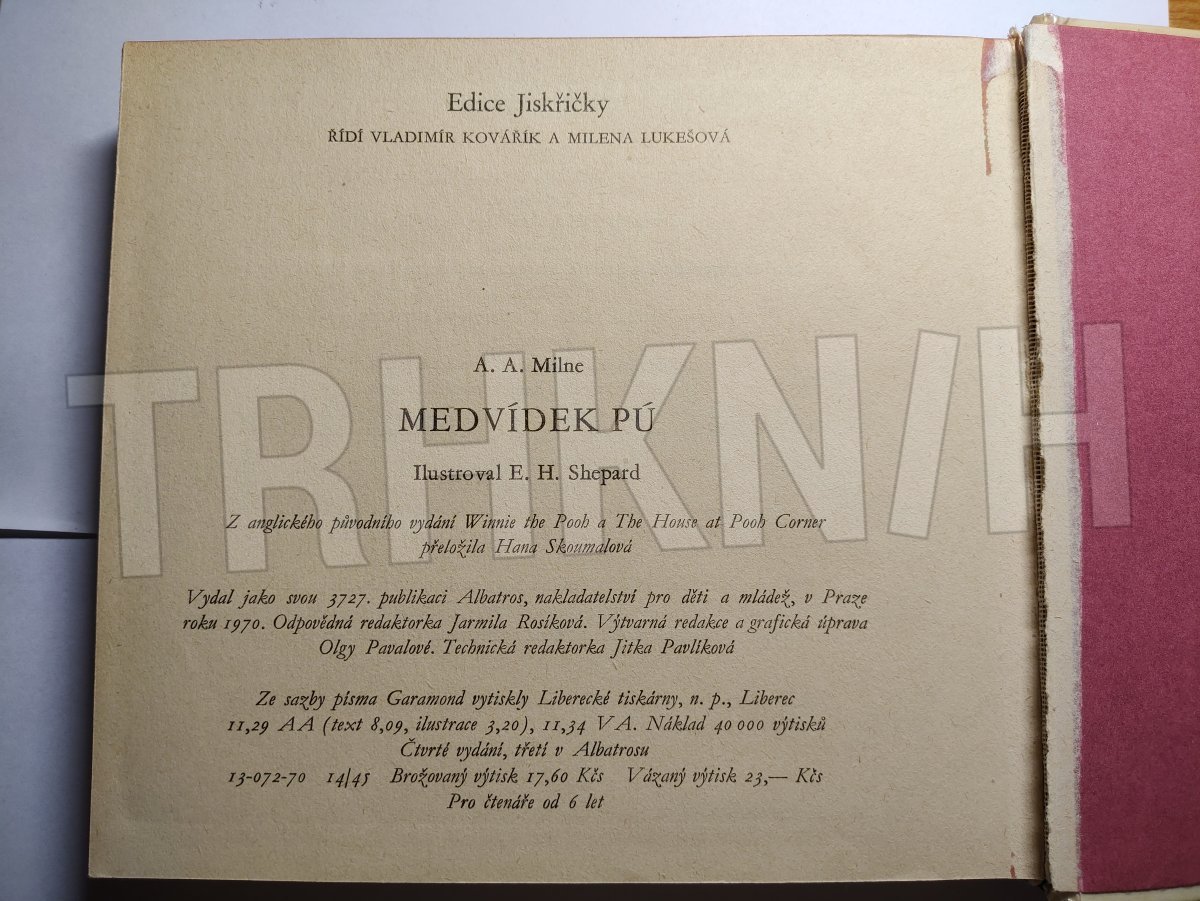 Edice Jiskřičky
ŘÍDÍ VLADIMÍR KOVÁŘÍK A MILENA LUKEŠOVÁ
A. A. Milne
MEDVÍDEK PÚ
Ilustroval E. H. Shepard
Z anglického původního vydání Winnie the Pooh a The House at Pooh Corner
přeložila Hana Skoumalová
Vydal jako svou 3727. publikaci Albatros, nakladatelství pro děti a mládež, v Praze
roku 1970. Odpovědná redaktorka Jarmila Rosíková. Výtvarná redakce a grafická úprava
Olgy Pavalové. Technická redaktorka Jitka Pavlíková
Ze sazby písma Garamond vytiskly Liberecké tiskárny, n. p., Liberec
11,29 AA (text 8,09, ilustrace 3,20), 11,34 VA. Náklad 40 000 výtisků
Čtvrté vydání, třetí v Albatrosu
13-072-70 14/45 Brožovaný výtisk 17,60 Kčs Vázaný výtisk 23,— Kčs
Pro čtenáře od 6 let
TRHKNIH